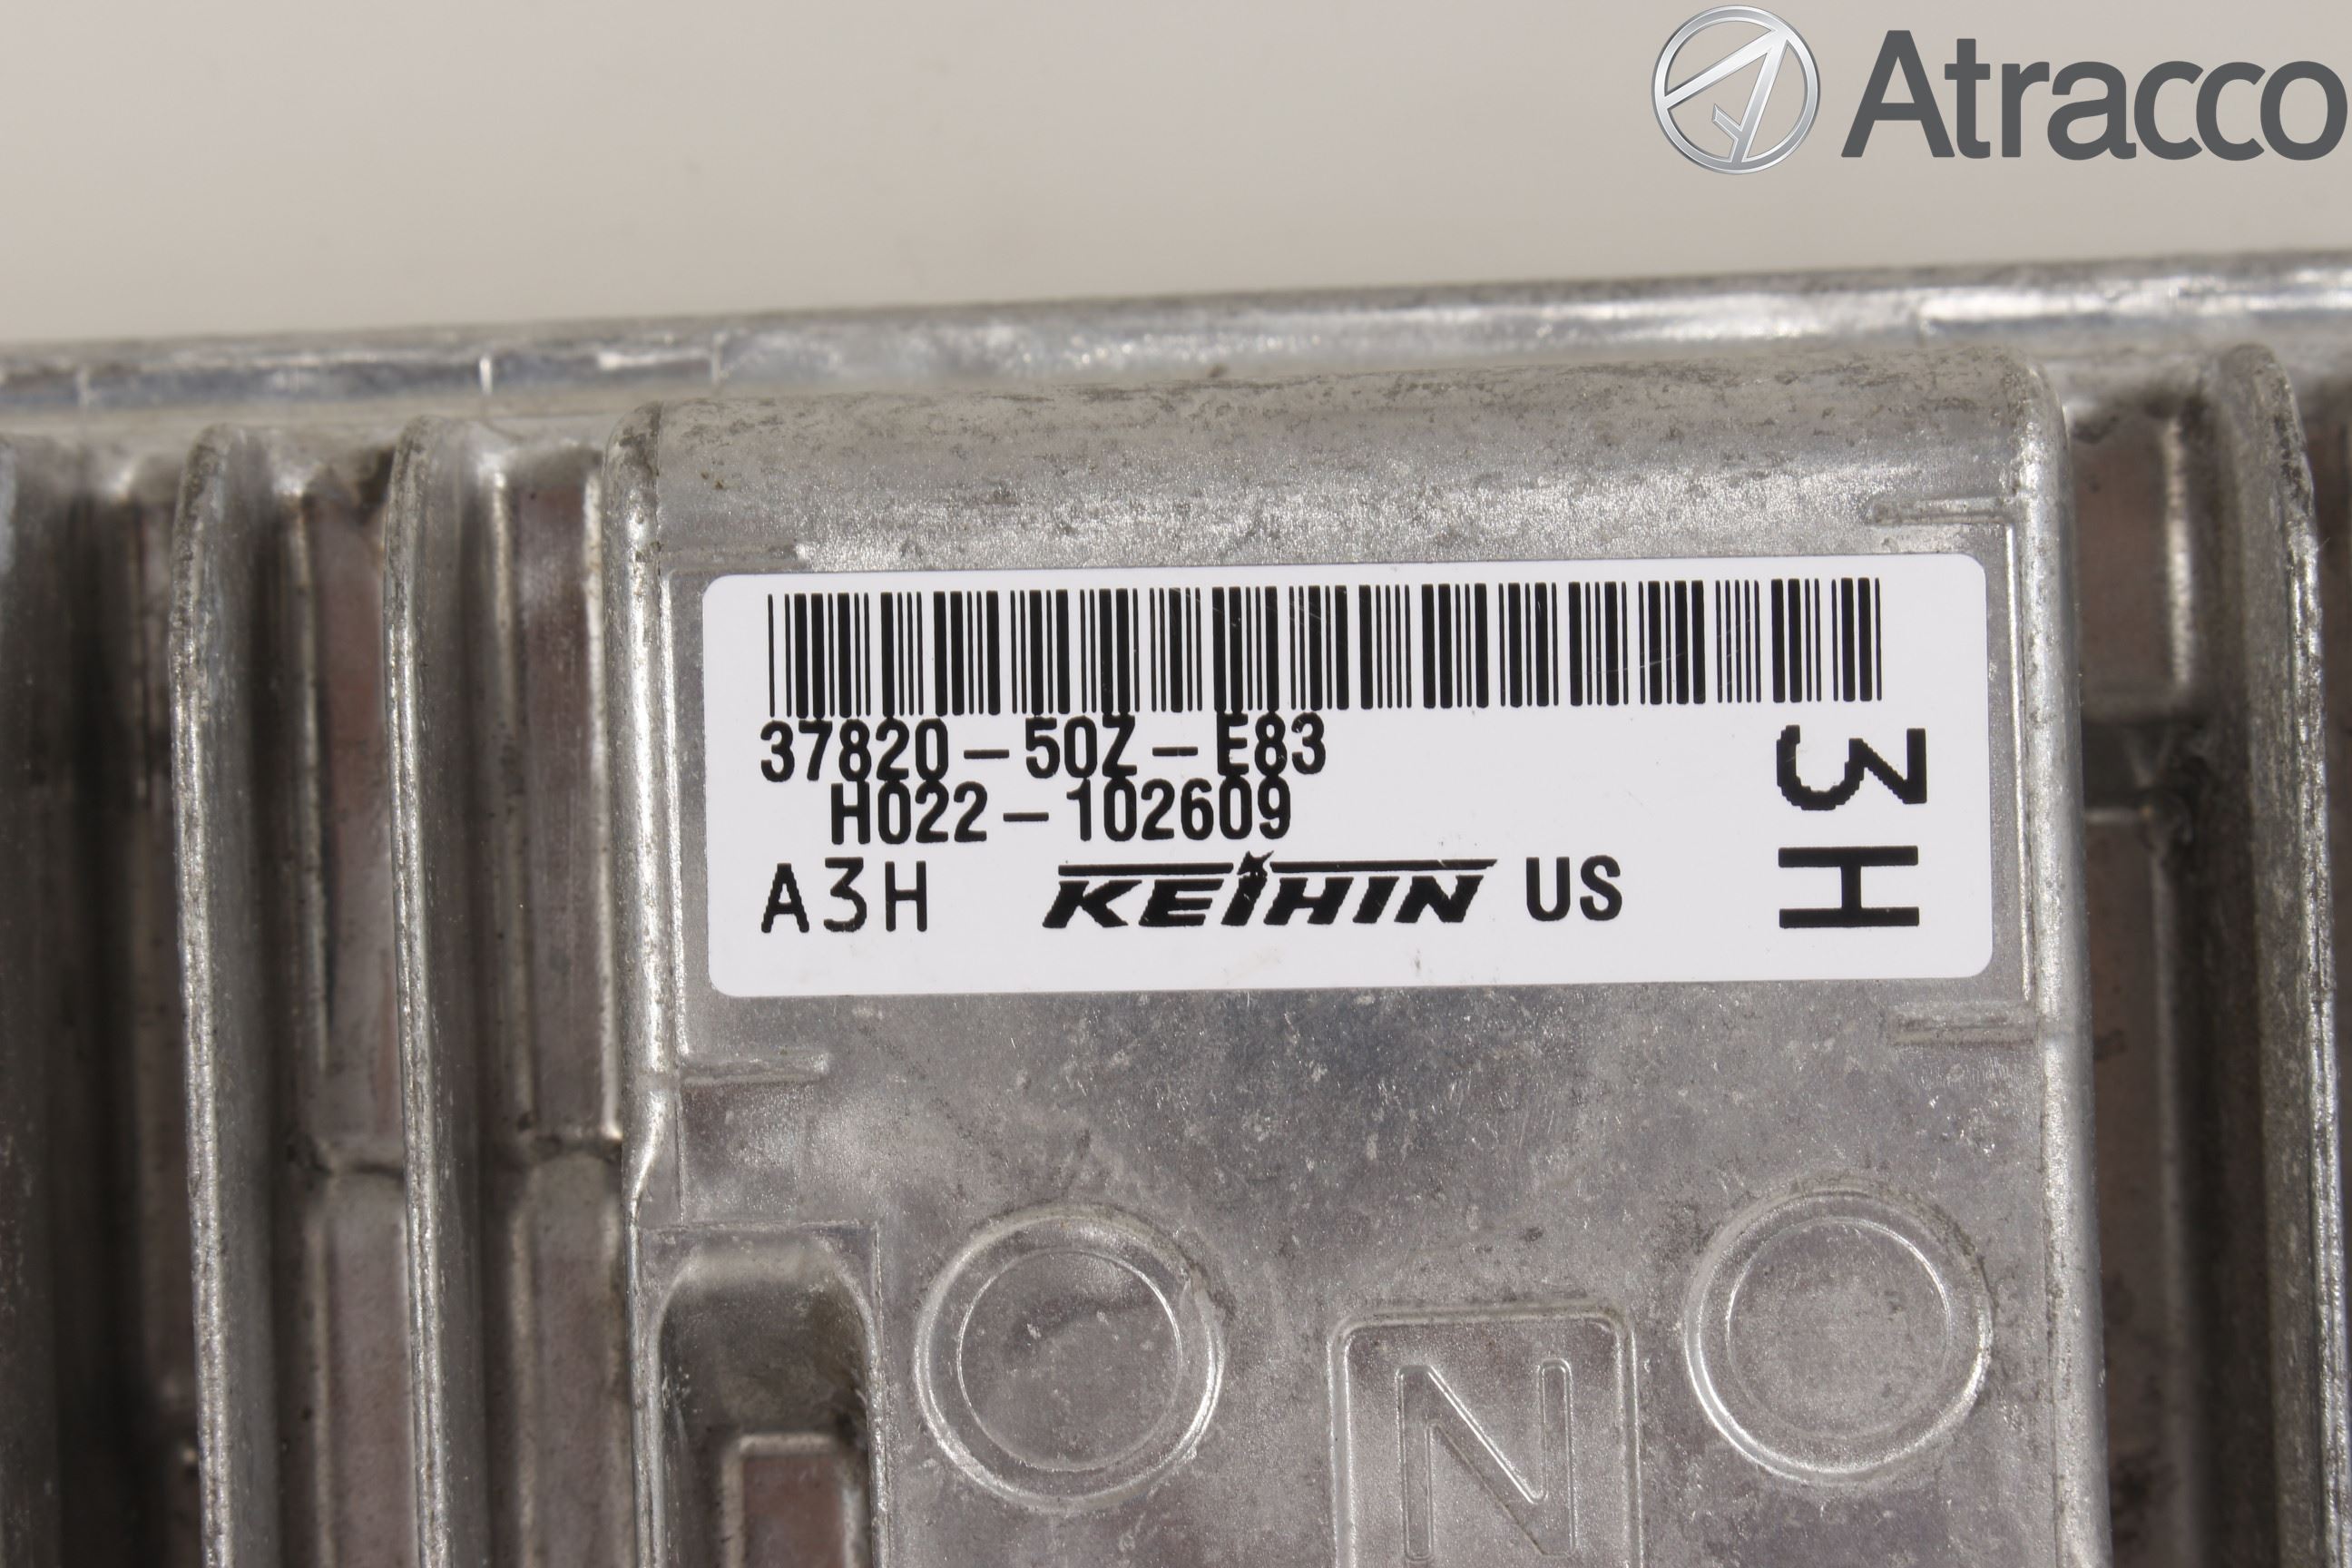 Atracco
37820-50Z-E83
H022-102609
A3H KEIHIN US
3H
N